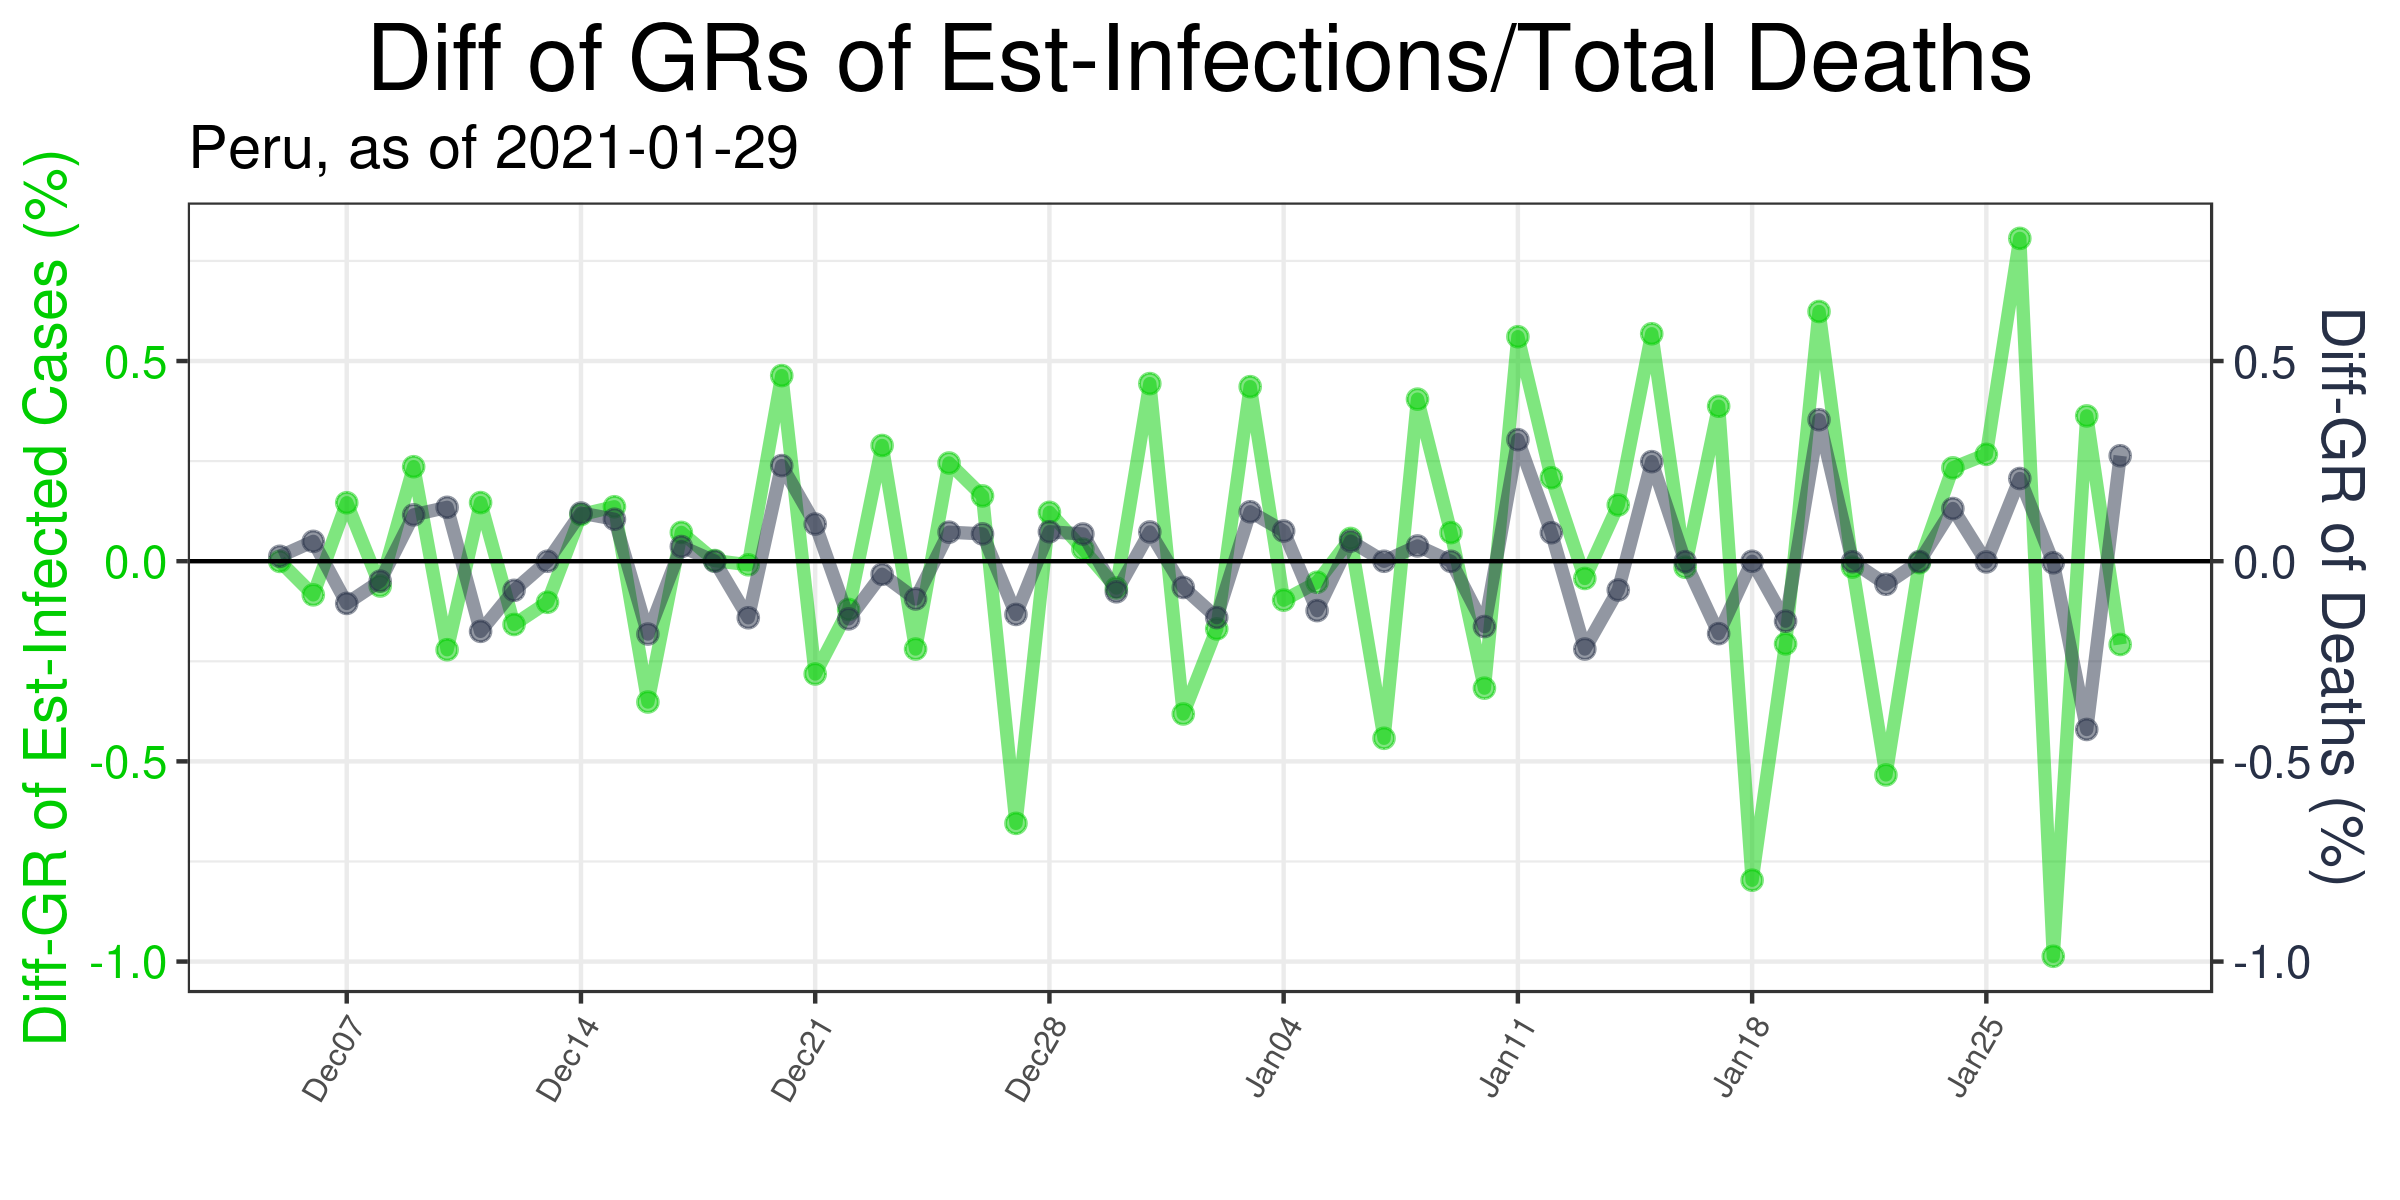 Diff of GRs of Est-Infections/Total Deaths
Peru, as of 2021-01-29
Diff-GR of Est-Infected Cases (%)
0.5
0.0
-0.5
-1.0
0.5
0.0
-0.5
-1.0
Diff-GR of Deaths (%)
Dec07
Dec14
Dec21
Dec28
Jan04
Jan11
Jan18
Jan25